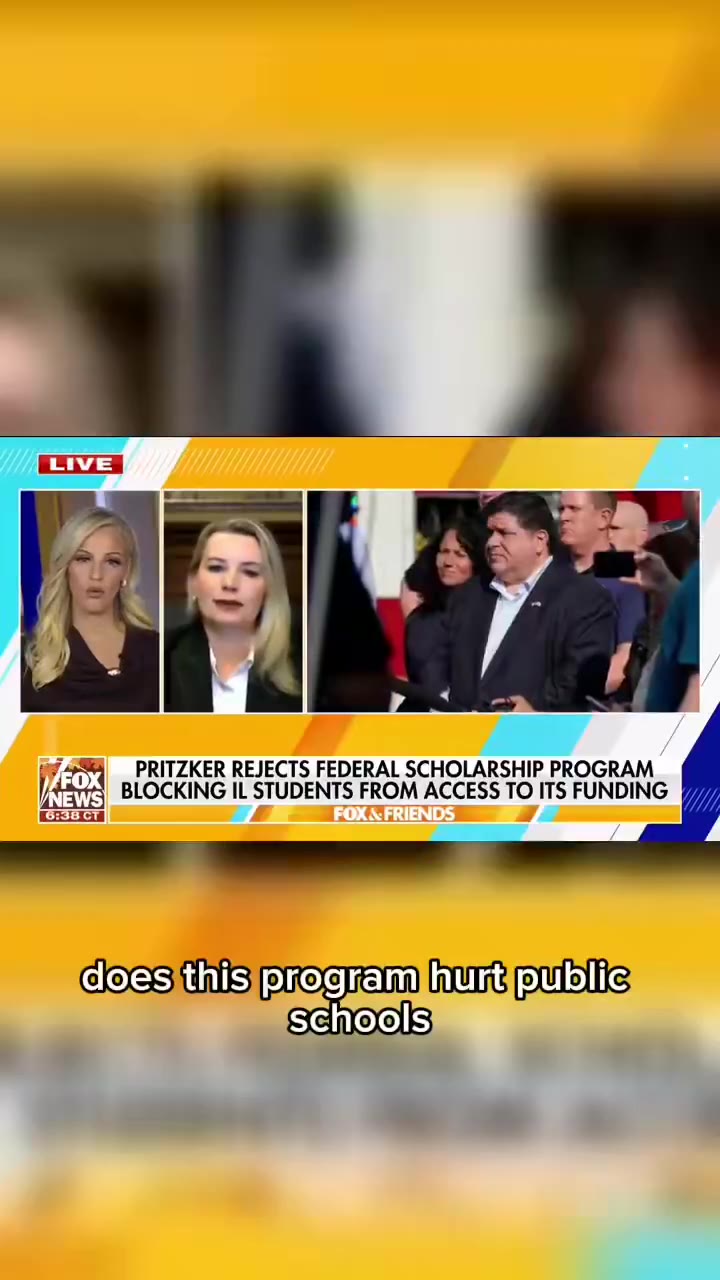 LIVE
PRITZKER REJECTS FEDERAL SCHOLARSHIP PROGRAM
BLOCKING IL STUDENTS FROM ACCESS TO ITS FUNDING
FOX
NEWS
6:38 CT
FOX&FRIENDS
does this program hurt public
schools